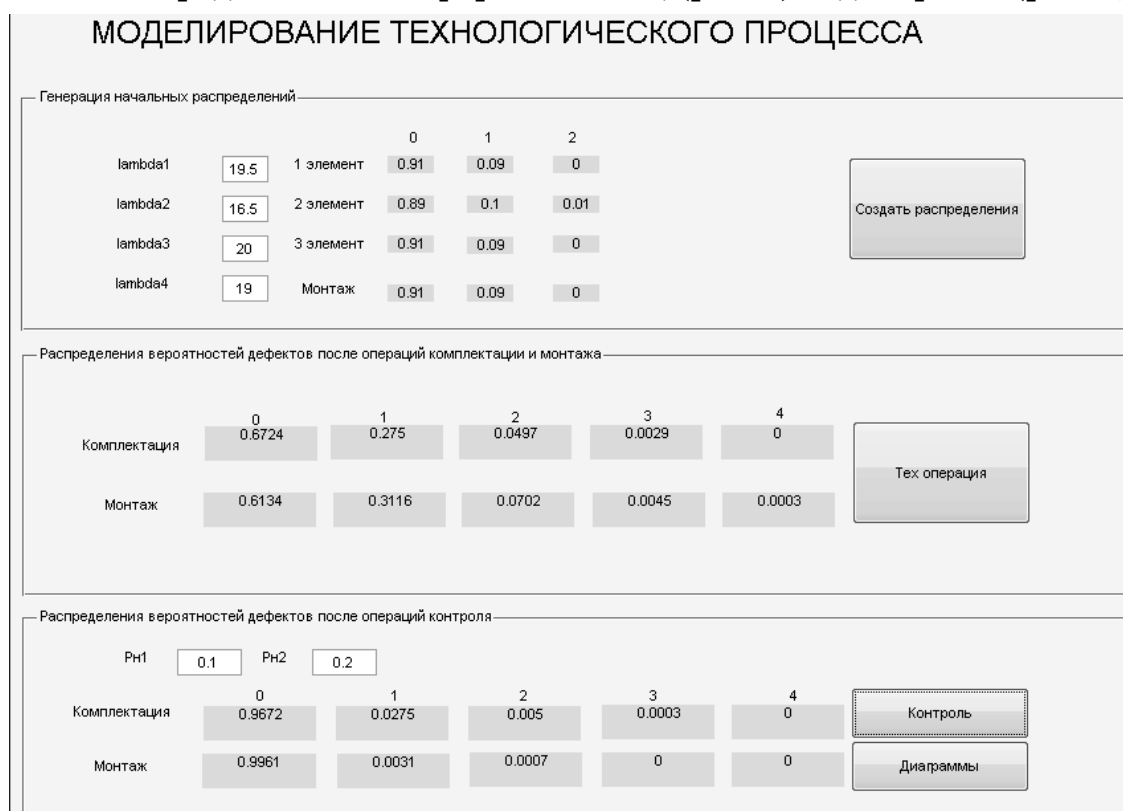 МОДЕЛИРОВАНИЕ ТЕХНОЛОГИЧЕСКОГО ПРОЦЕССА
Генерация начальных распределений
0 1 2
lambda1 19.5 1 элемент 0.91 0.09 0
lambda2 16.5 2 элемент 0.89 0.1 0.01
lambda3 20 3 элемент 0.91 0.09 0
lambda4 19 Монтаж 0.91 0.09 0
Создать распределения
Распределения вероятностей дефектов после операций комплектации и монтажа
0 1 2 3 4
Комплектация 0.6724 0.275 0.0497 0.0029 0
Монтаж 0.6134 0.3116 0.0702 0.0045 0.0003
Тех операция
Распределения вероятностей дефектов после операций контроля
Рн1 0.1 Рн2 0.2
0 1 2 3 4
Комплектация 0.9672 0.0275 0.005 0.0003 0 Контроль
Монтаж 0.9961 0.0031 0.0007 0 0 Диаграммы